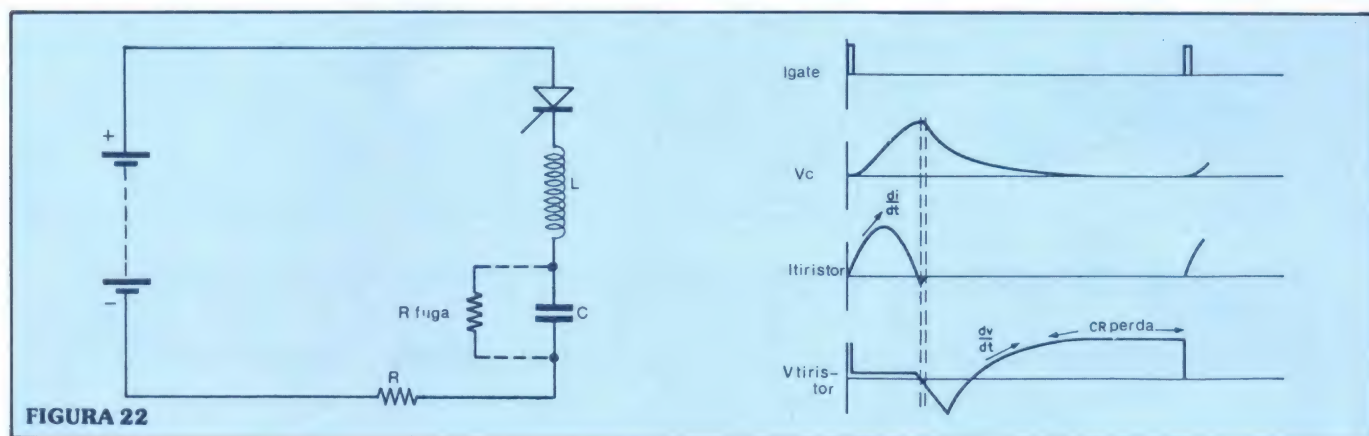 +
−
L
R fuga
C
R
FIGURA 22
Igate
Vc
di
dt
Itiristor
dv
dt
CR perda
Vtiris-
tor